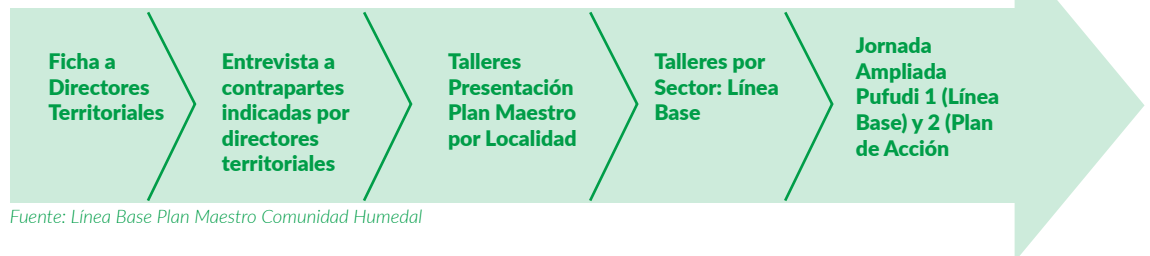 Ficha a
Directores
Territoriales
Entrevista a
contrapartes
indicadas por
directores
territoriales
Talleres
Presentación
Plan Maestro
por Localidad
Talleres por
Sector: Línea
Base
Jornada
Ampliada
Pufudi 1 (Línea
Base) y 2 (Plan
de Acción
Fuente: Línea Base Plan Maestro Comunidad Humedal